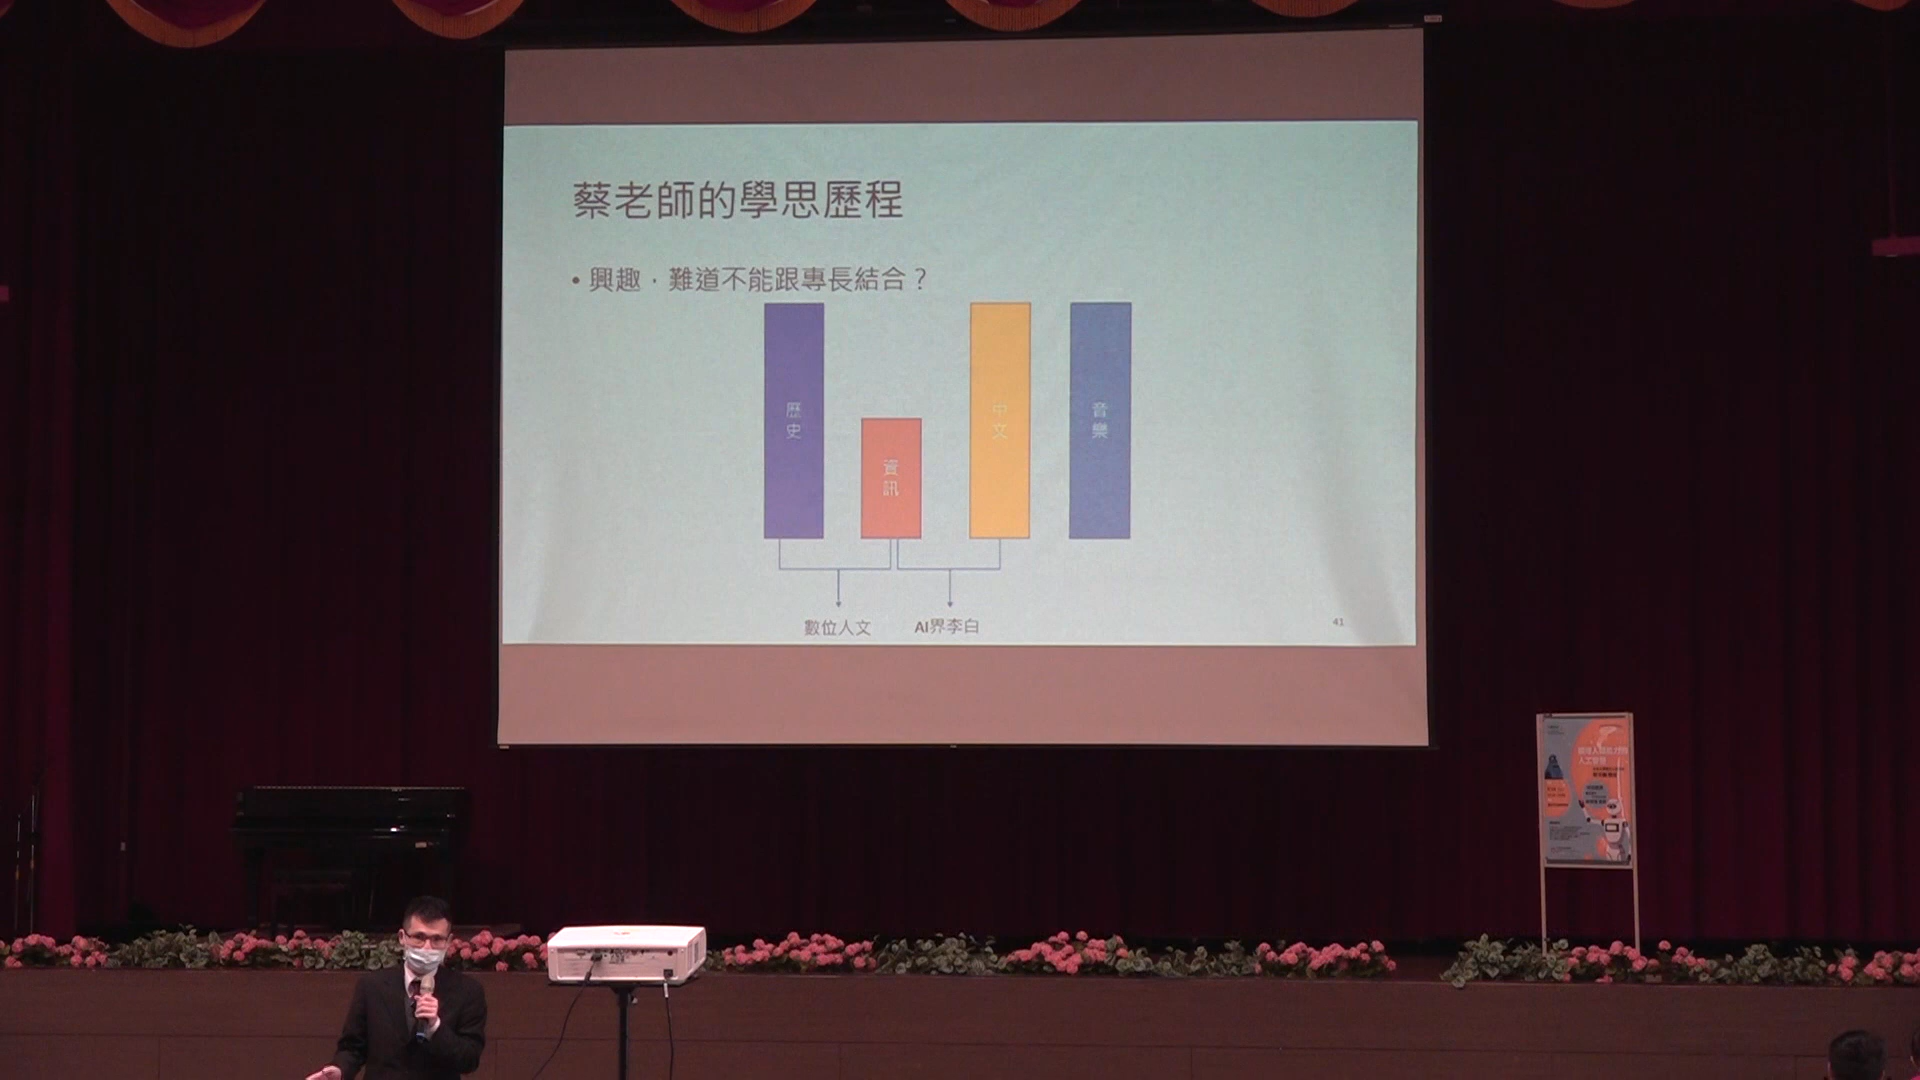 蔡老師的學思歷程
• 興趣，難道不能跟專長結合？
歷史
資訊
中文
音樂
數位人文
AI界李白
41